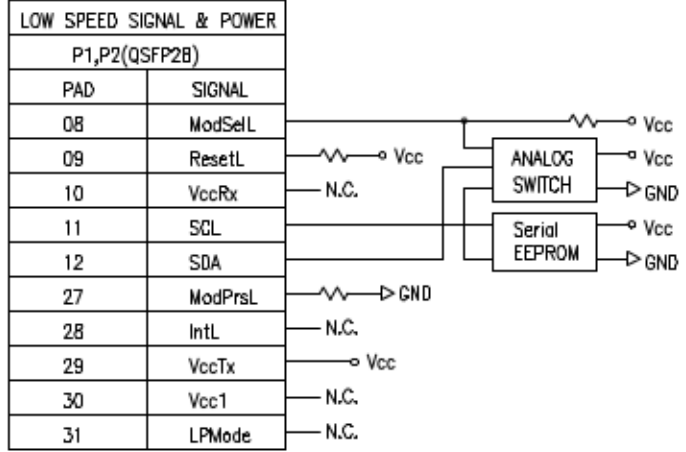 LOW SPEED SIGNAL & POWER
P1,P2(QSFP28)
PAD SIGNAL
08 ModSelL Vcc
09 ResetL Vcc ANALOG SWITCH Vcc
10 VccRx N.C. GND
11 SCL Serial EEPROM Vcc
12 SDA GND
27 ModPrsL GND
28 IntL N.C.
29 VccTx Vcc
30 Vcc1 N.C.
31 LPMode N.C.